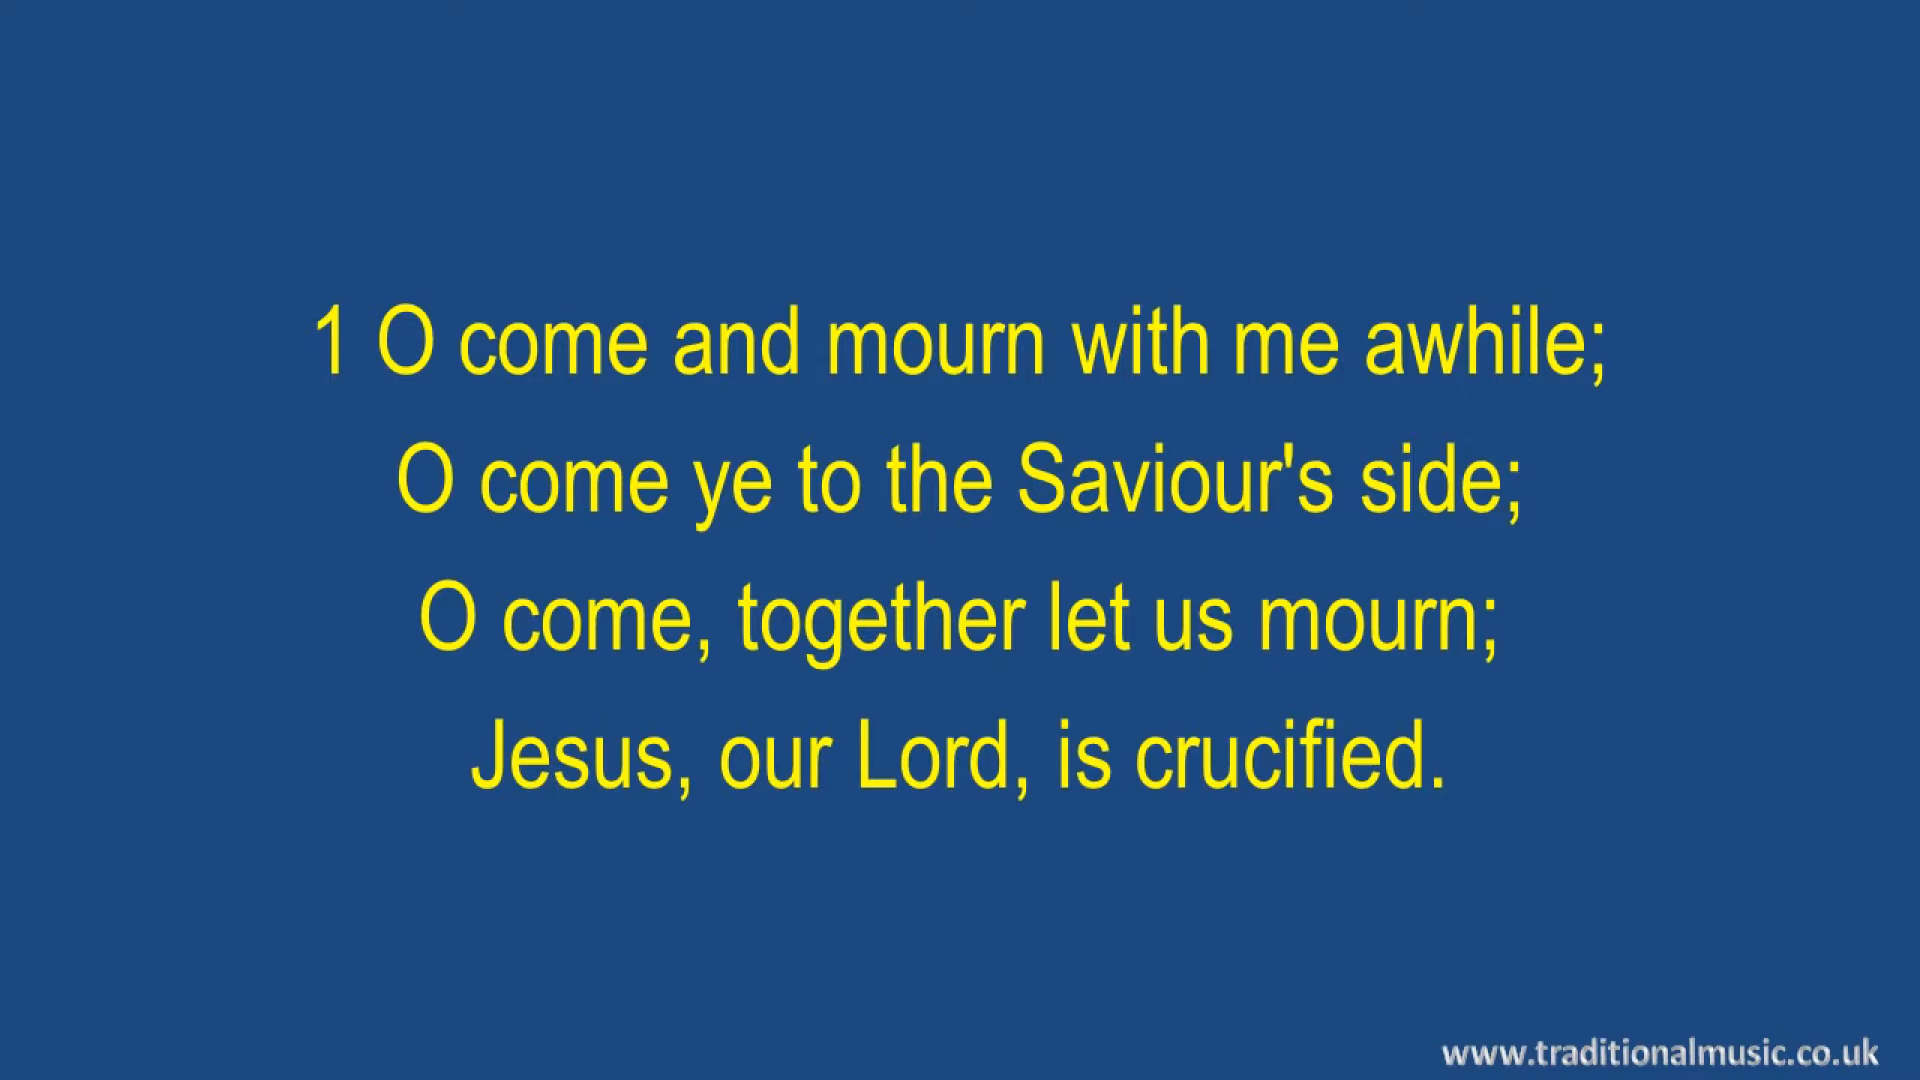 1 O come and mourn with me awhile;
O come ye to the Saviour's side;
O come, together let us mourn;
Jesus, our Lord, is crucified.
www.traditionalmusic.co.uk